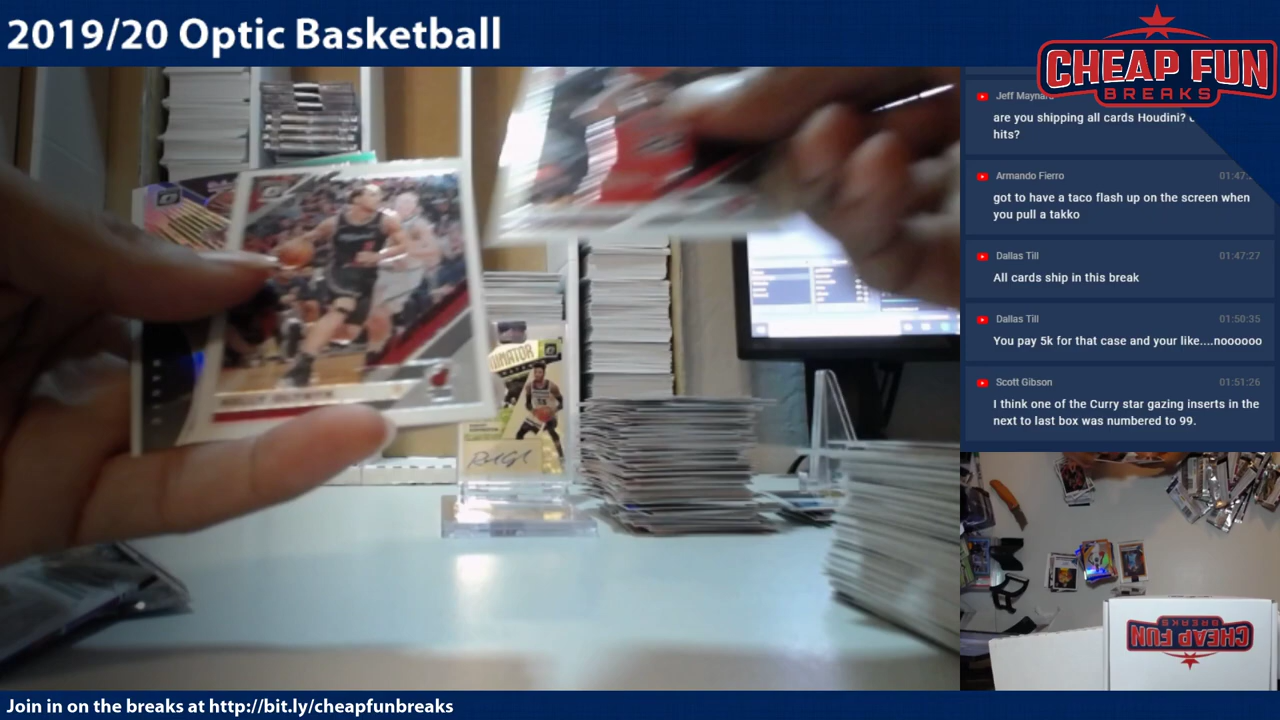 2019/20 Optic Basketball
CHEAP FUN
BREAKS
Jeff Maynard
are you shipping all cards Houdini?
hits?
Armando Fierro 01:47:
got to have a taco flash up on the screen when
you pull a takko
Dallas Till 01:47:27
All cards ship in this break
Dallas Till 01:50:35
You pay 5k for that case and your like....noooooo
Scott Gibson 01:51:26
I think one of the Curry star gazing inserts in the
next to last box was numbered to 99.
CHEAP FUN
BREAKS
Join in on the breaks at http://bit.ly/cheapfunbreaks